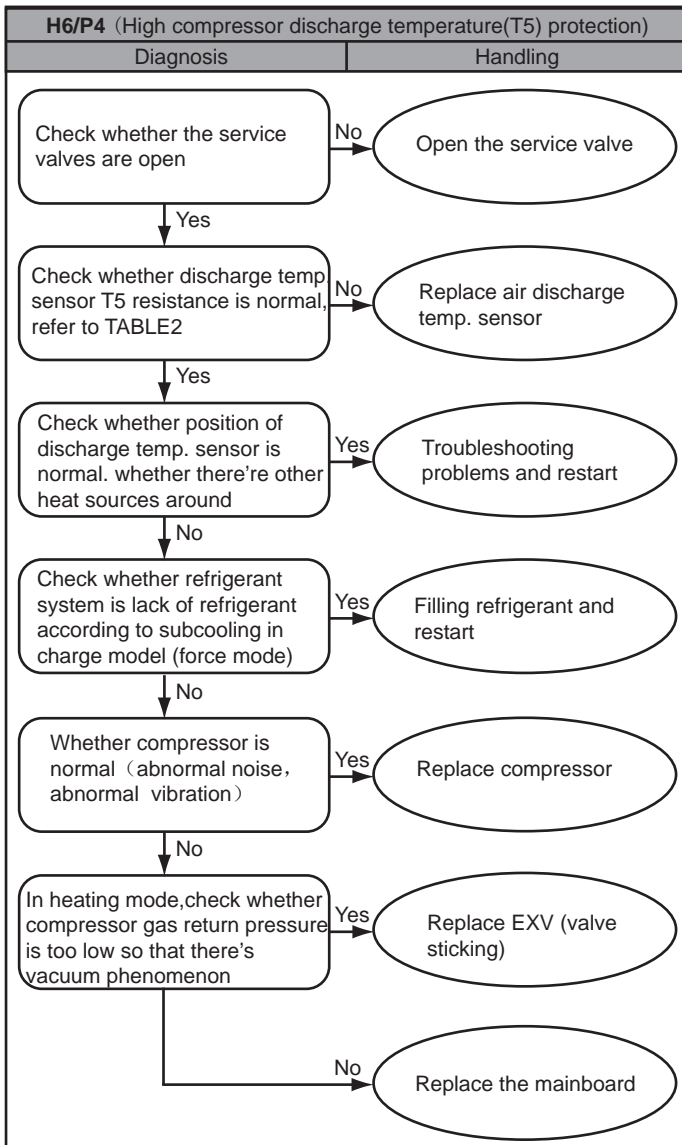 H6/P4（High compressor discharge temperature(T5) protection)
Diagnosis
Handling
Check whether the service
valves are open
No
Open the service valve
Yes
Check whether discharge temp.
sensor T5 resistance is normal,
refer to TABLE2
No
Replace air discharge
temp. sensor
Yes
Check whether position of
discharge temp. sensor is
normal. whether there're other
heat sources around
Yes
Troubleshooting
problems and restart
No
Check whether refrigerant
system is lack of refrigerant
according to subcooling in
charge model (force mode)
Yes
Filling refrigerant and
restart
No
Whether compressor is
normal（abnormal noise，
abnormal vibration）
Yes
Replace compressor
No
In heating mode,check whether
compressor gas return pressure
is too low so that there's
vacuum phenomenon
Yes
Replace EXV (valve
sticking)
No
Replace the mainboard